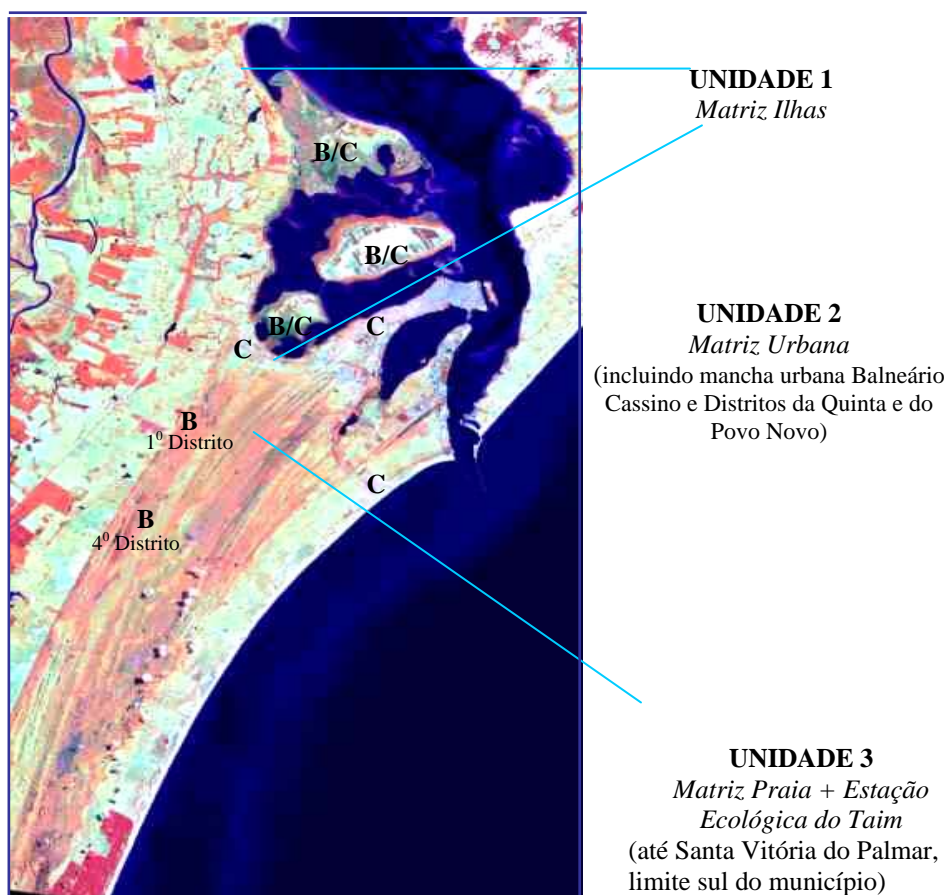 UNIDADE 1
Matriz Ilhas
B/C
B/C
UNIDADE 2
Matriz Urbana
(incluindo mancha urbana Balneário
Cassino e Distritos da Quinta e do
Povo Novo)
B/C
C
C
B
1⁰ Distrito
C
B
4⁰ Distrito
UNIDADE 3
Matriz Praia + Estação
Ecológica do Taim
(até Santa Vitória do Palmar,
limite sul do município)